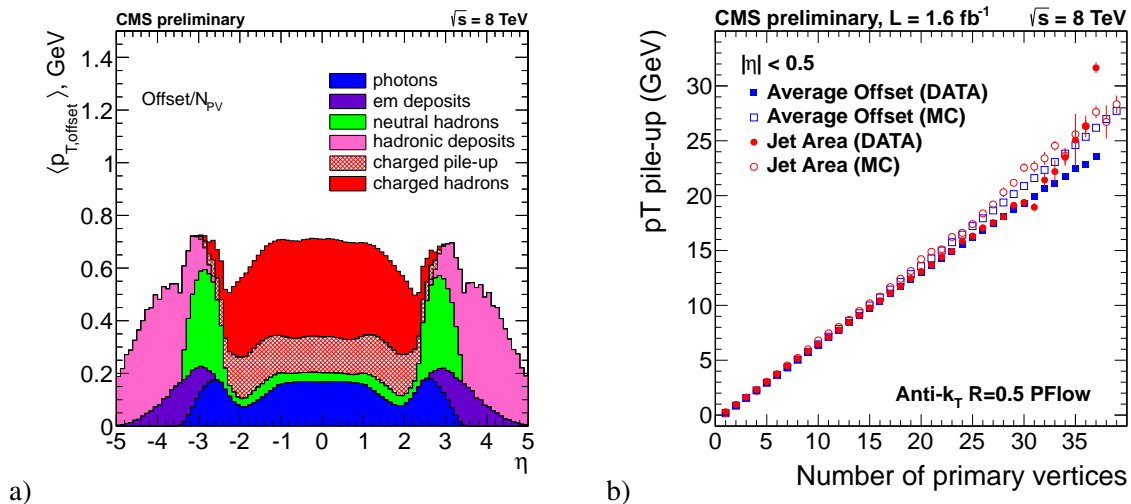 CMS preliminary √s = 8 TeV
⟨p_T,offset⟩, GeV
1.4
1.2
1
0.8
0.6
0.4
0.2
0
Offset/N_PV
photons
em deposits
neutral hadrons
hadronic deposits
charged pile-up
charged hadrons
-5 -4 -3 -2 -1 0 1 2 3 4 5
η
a)
CMS preliminary, L = 1.6 fb⁻¹ √s = 8 TeV
pT pile-up (GeV)
30
25
20
15
10
5
0
|η| < 0.5
Average Offset (DATA)
Average Offset (MC)
Jet Area (DATA)
Jet Area (MC)
Anti-k_T R=0.5 PFlow
0 5 10 15 20 25 30 35
Number of primary vertices
b)